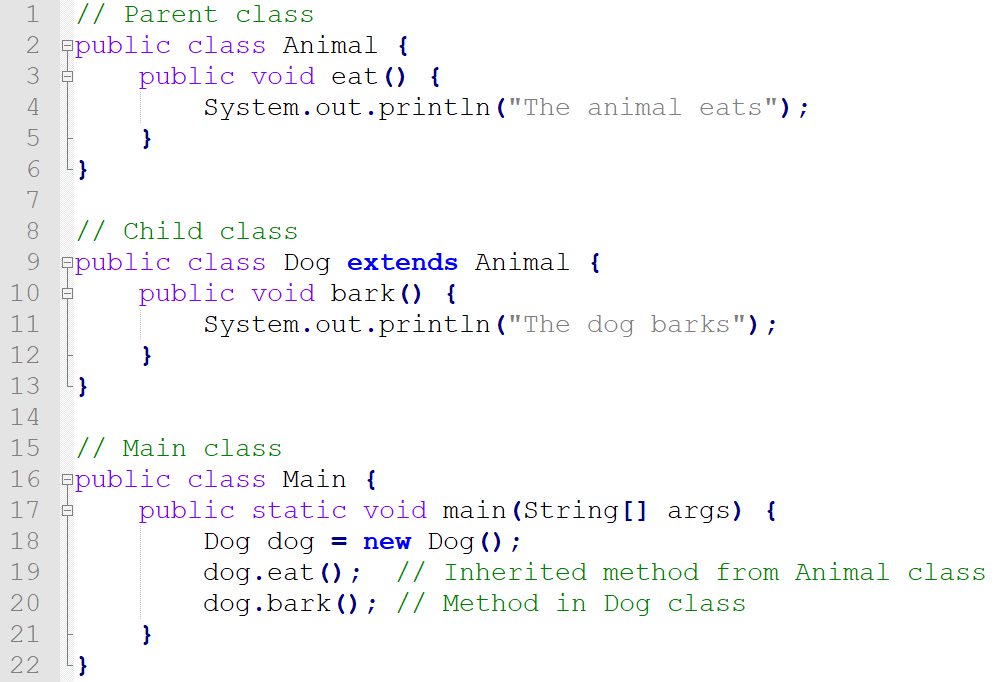 1 // Parent class
2 public class Animal {
3     public void eat() {
4         System.out.println("The animal eats");
5     }
6 }
7
8 // Child class
9 public class Dog extends Animal {
10     public void bark() {
11         System.out.println("The dog barks");
12     }
13 }
14
15 // Main class
16 public class Main {
17     public static void main(String[] args) {
18         Dog dog = new Dog();
19         dog.eat();  // Inherited method from Animal class
20         dog.bark(); // Method in Dog class
21     }
22 }